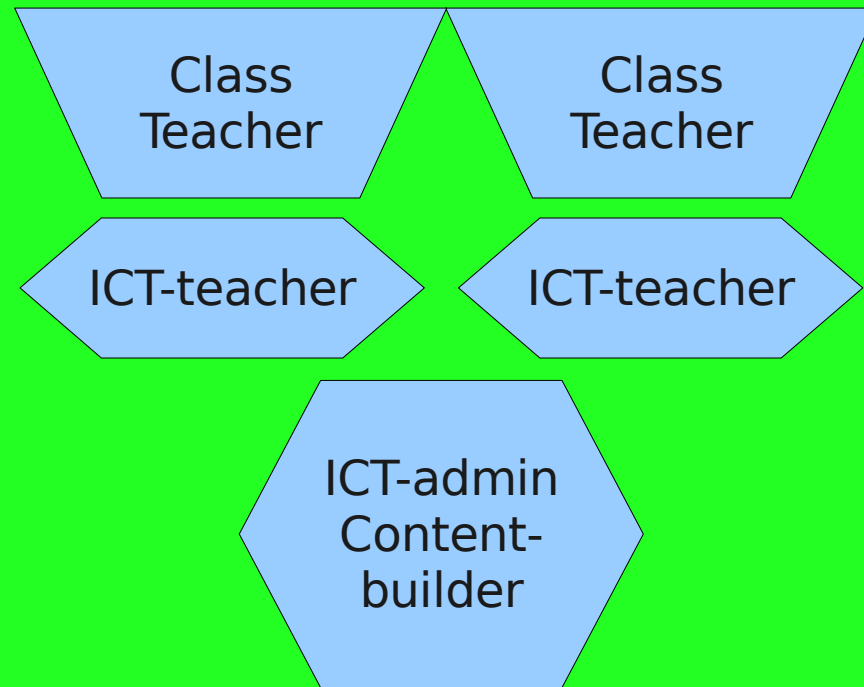 Class
Teacher
Class
Teacher
ICT-teacher
ICT-teacher
ICT-admin
Content-
builder